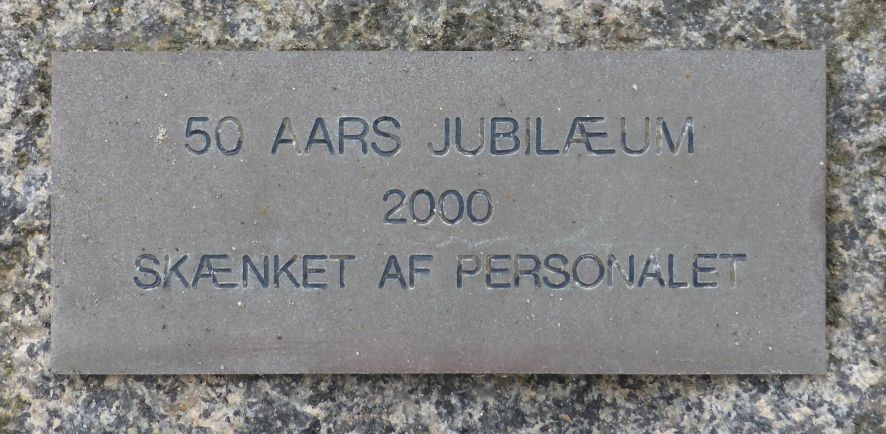 50 AARS JUBILÆUM
2000
SKÆNKET AF PERSONALET